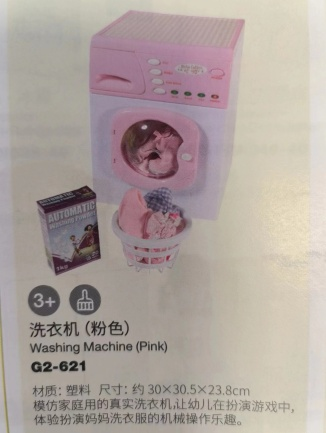 AUTOMATIC
WASHING POWDER
1kg
3+
洗衣机 (粉色)
Washing Machine (Pink)
G2-621
材质: 塑料 尺寸: 约 30×30.5×23.8cm
模仿家庭用的真实洗衣机,让幼儿在扮演游戏中,
体验扮演妈妈洗衣服的机械操作乐趣。